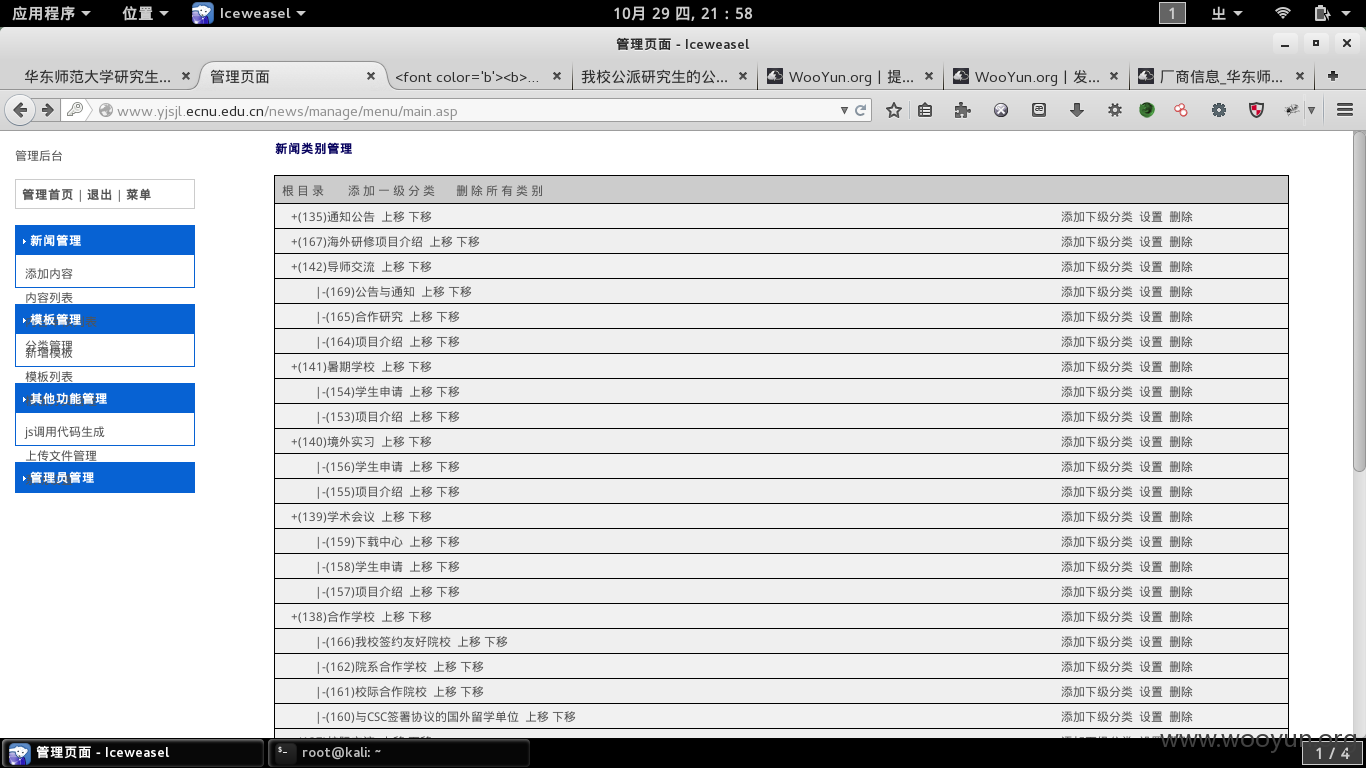 应用程序 位置 Iceweasel 10月 29 四, 21：58 1
管理页面 - Iceweasel
华东师范大学研究生... 管理页面 <font color='b'><b>... 我校公派研究生的公... WooYun.org | 提... WooYun.org | 发... 厂商信息_华东师...
www.yjsjl.ecnu.edu.cn/news/manage/menu/main.asp
管理后台
管理首页 | 退出 | 菜单
新闻管理
添加内容
内容列表
模板管理
分类管理
新增模板
模板列表
其他功能管理
js调用代码生成
上传文件管理
管理员管理
新闻类别管理
根目录 添加一级分类 删除所有类别
+(135)通知公告 上移 下移 添加下级分类 设置 删除
+(167)海外研修项目介绍 上移 下移 添加下级分类 设置 删除
+(142)导师交流 上移 下移 添加下级分类 设置 删除
|-(169)公告与通知 上移 下移 添加下级分类 设置 删除
|-(165)合作研究 上移 下移 添加下级分类 设置 删除
|-(164)项目介绍 上移 下移 添加下级分类 设置 删除
+(141)暑期学校 上移 下移 添加下级分类 设置 删除
|-(154)学生申请 上移 下移 添加下级分类 设置 删除
|-(153)项目介绍 上移 下移 添加下级分类 设置 删除
+(140)境外实习 上移 下移 添加下级分类 设置 删除
|-(156)学生申请 上移 下移 添加下级分类 设置 删除
|-(155)项目介绍 上移 下移 添加下级分类 设置 删除
+(139)学术会议 上移 下移 添加下级分类 设置 删除
|-(159)下载中心 上移 下移 添加下级分类 设置 删除
|-(158)学生申请 上移 下移 添加下级分类 设置 删除
|-(157)项目介绍 上移 下移 添加下级分类 设置 删除
+(138)合作学校 上移 下移 添加下级分类 设置 删除
|-(166)我校签约友好院校 上移 下移 添加下级分类 设置 删除
|-(162)院系合作学校 上移 下移 添加下级分类 设置 删除
|-(161)校际合作院校 上移 下移 添加下级分类 设置 删除
|-(160)与CSC签署协议的国外留学单位 上移 下移 添加下级分类 设置 删除
www.wooyun.org
管理页面 - Iceweasel root@kali: ~ 1 / 4